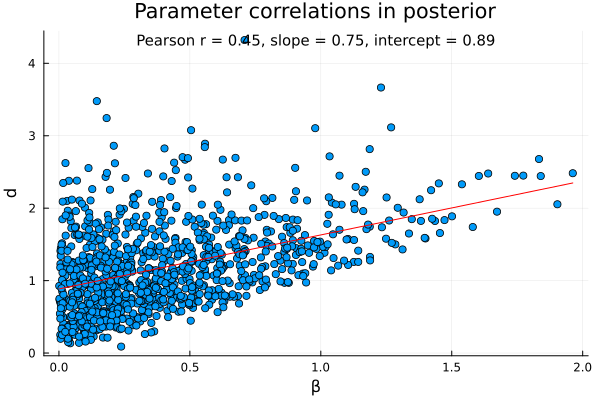 Parameter correlations in posterior
Pearson r = 0.45, slope = 0.75, intercept = 0.89
4
3
d
2
1
0
0.0 0.5 1.0 1.5 2.0
β